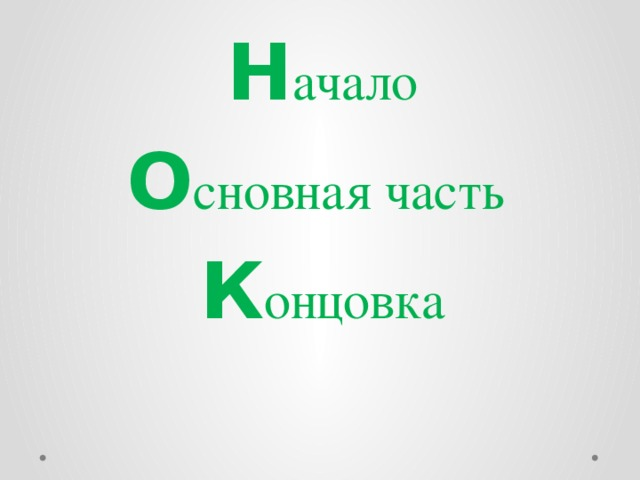 Начало
Основная часть
Концовка